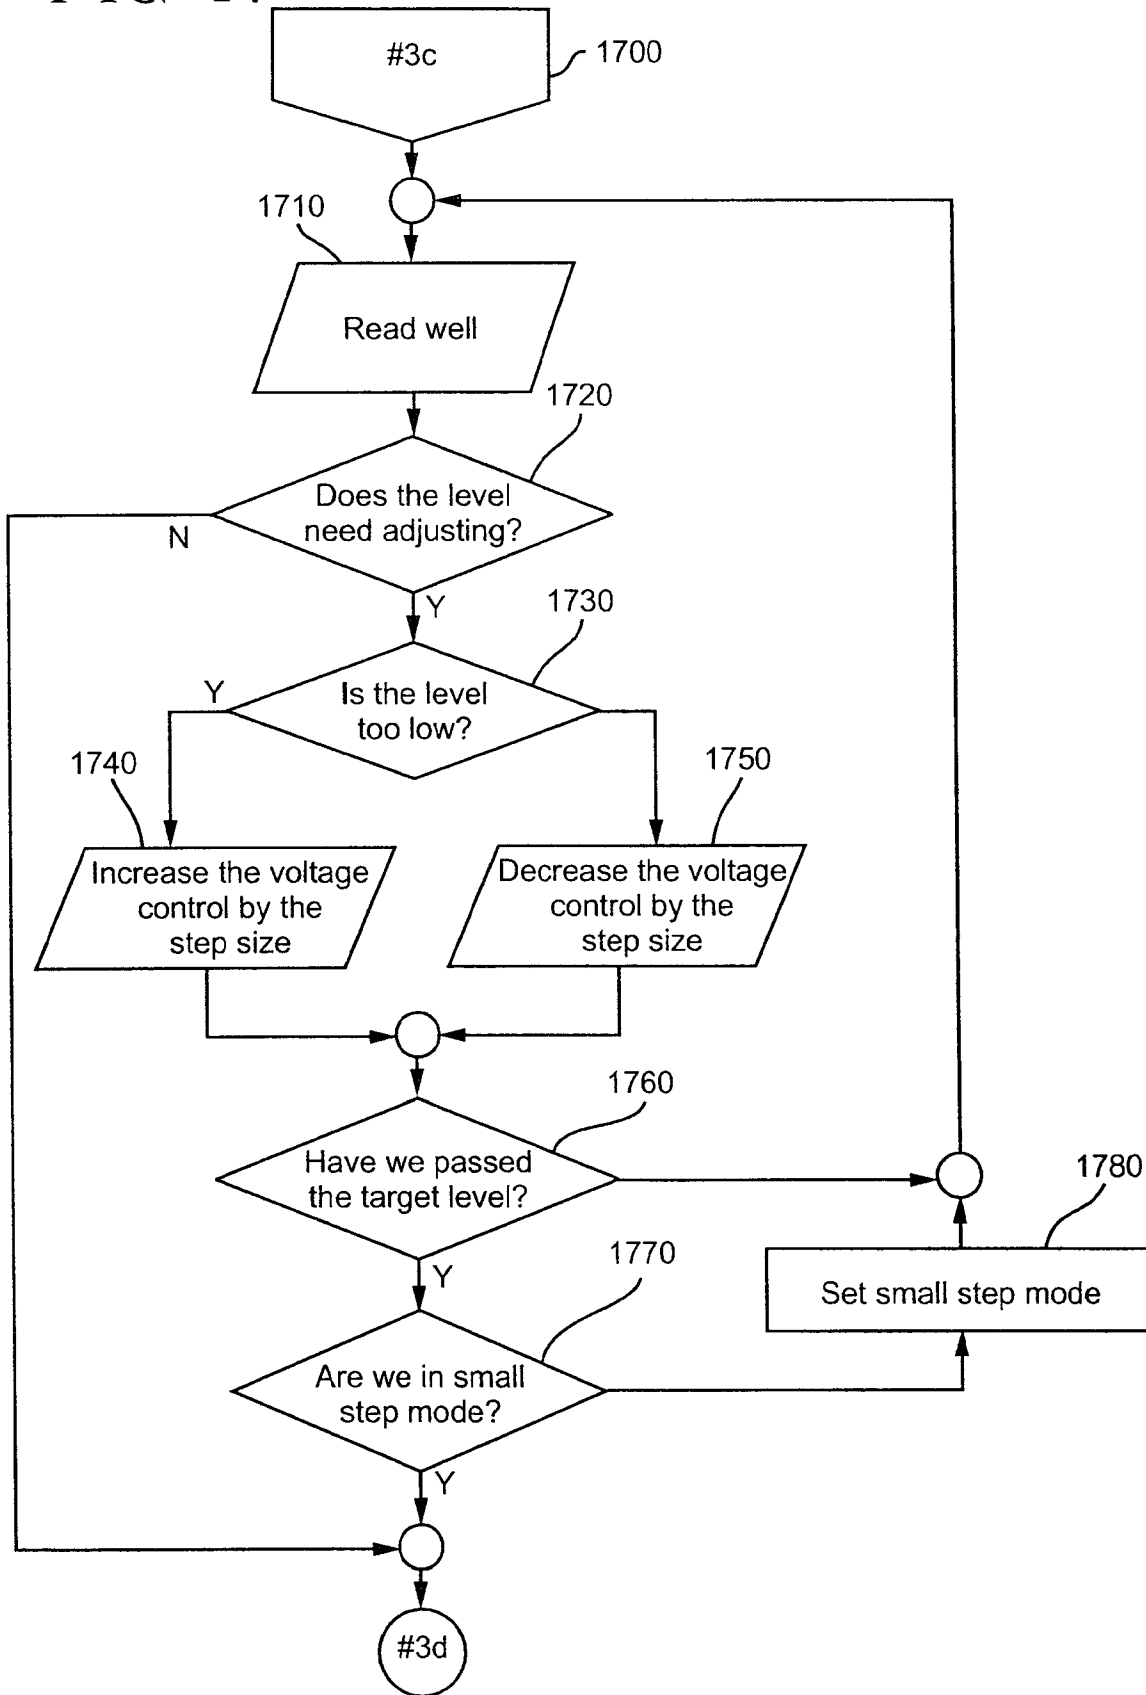 #3c
1700
1710
Read well
1720
Does the level
need adjusting?
N
Y
1730
Is the level
too low?
Y
1740
1750
Increase the voltage
control by the
step size
Decrease the voltage
control by the
step size
1760
Have we passed
the target level?
Y
1780
1770
Set small step mode
Are we in small
step mode?
Y
#3d